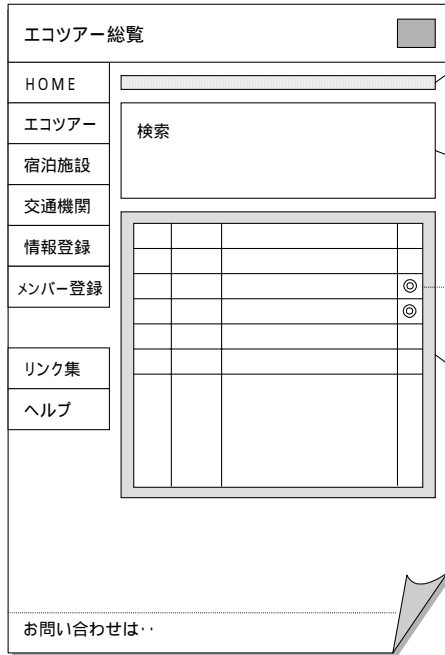 エコツアー総覧
HOME
エコツアー
宿泊施設
交通機関
情報登録
メンバー登録
リンク集
ヘルプ
検索
◎
◎
お問い合わせは‥